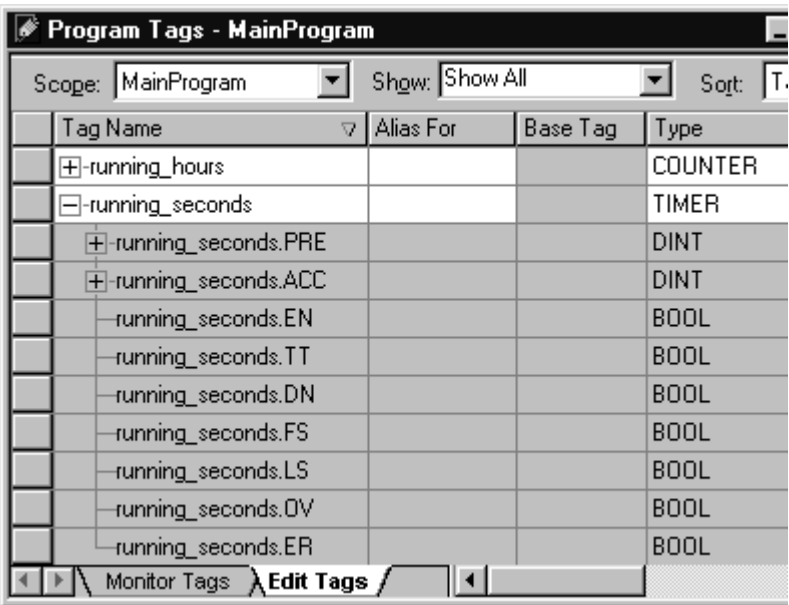 Program Tags - MainProgram
Scope: MainProgram Show: Show All Sort:
Tag Name Alias For Base Tag Type
running_hours COUNTER
running_seconds TIMER
running_seconds.PRE DINT
running_seconds.ACC DINT
running_seconds.EN BOOL
running_seconds.TT BOOL
running_seconds.DN BOOL
running_seconds.FS BOOL
running_seconds.LS BOOL
running_seconds.OV BOOL
running_seconds.ER BOOL
Monitor Tags Edit Tags